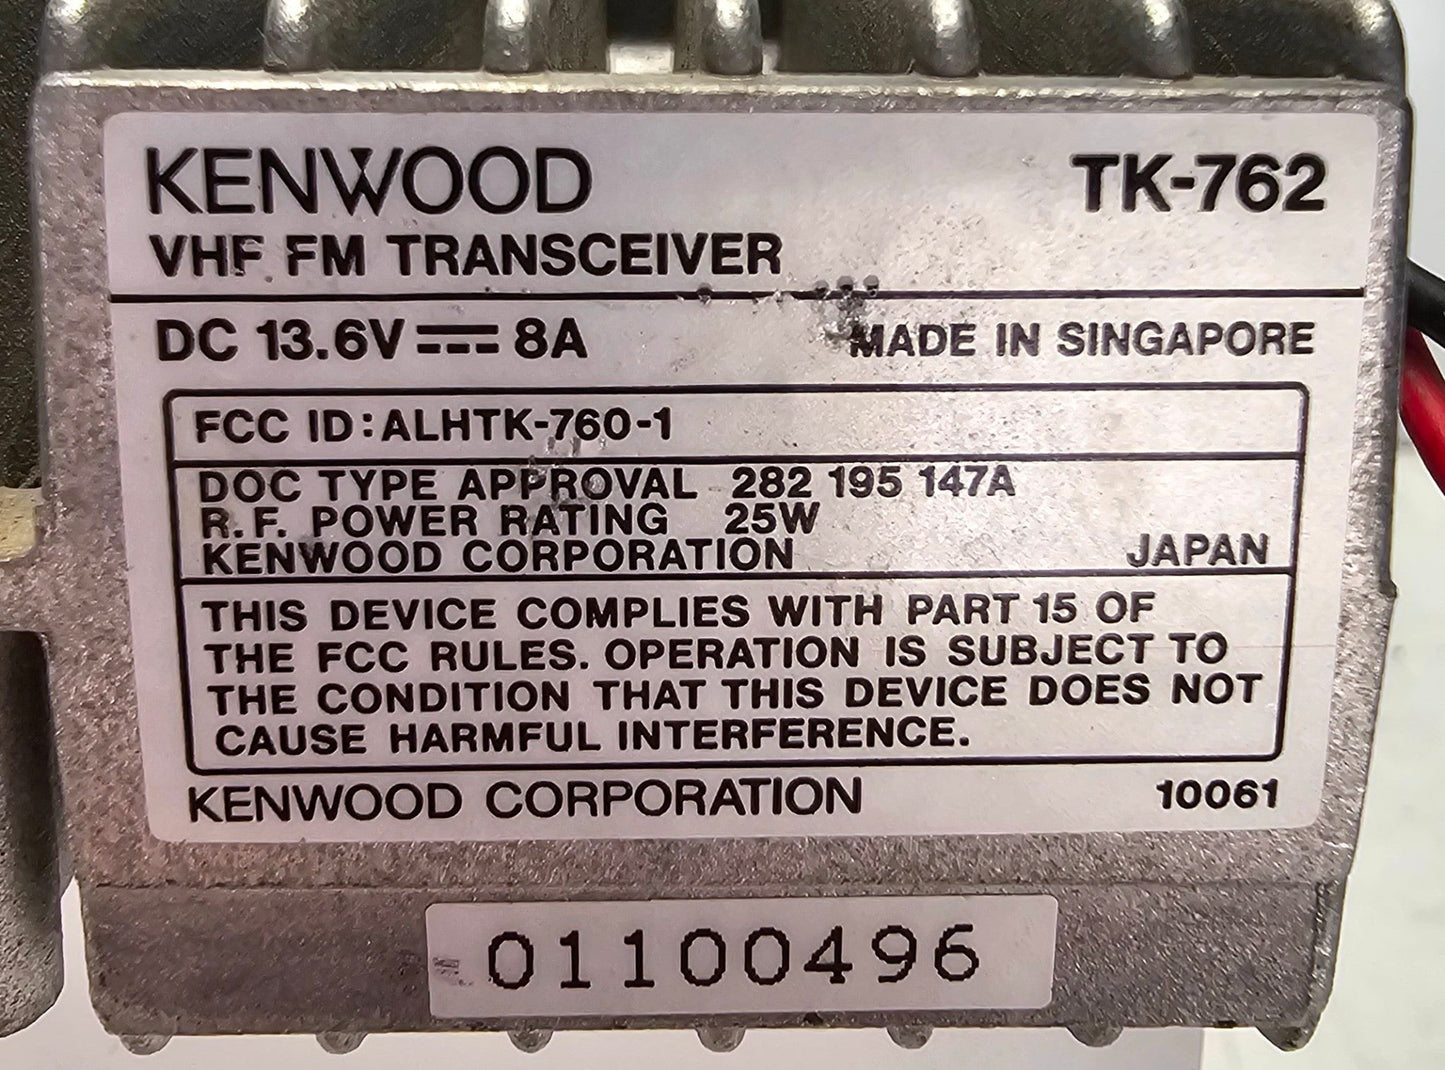 KENWOOD TK-762
VHF FM TRANSCEIVER
DC 13.6V 8A MADE IN SINGAPORE
FCC ID:ALHTK-760-1
DOC TYPE APPROVAL 282 195 147A
R.F. POWER RATING 25W
KENWOOD CORPORATION JAPAN
THIS DEVICE COMPLIES WITH PART 15 OF
THE FCC RULES. OPERATION IS SUBJECT TO
THE CONDITION THAT THIS DEVICE DOES NOT
CAUSE HARMFUL INTERFERENCE.
KENWOOD CORPORATION 10061
01100496